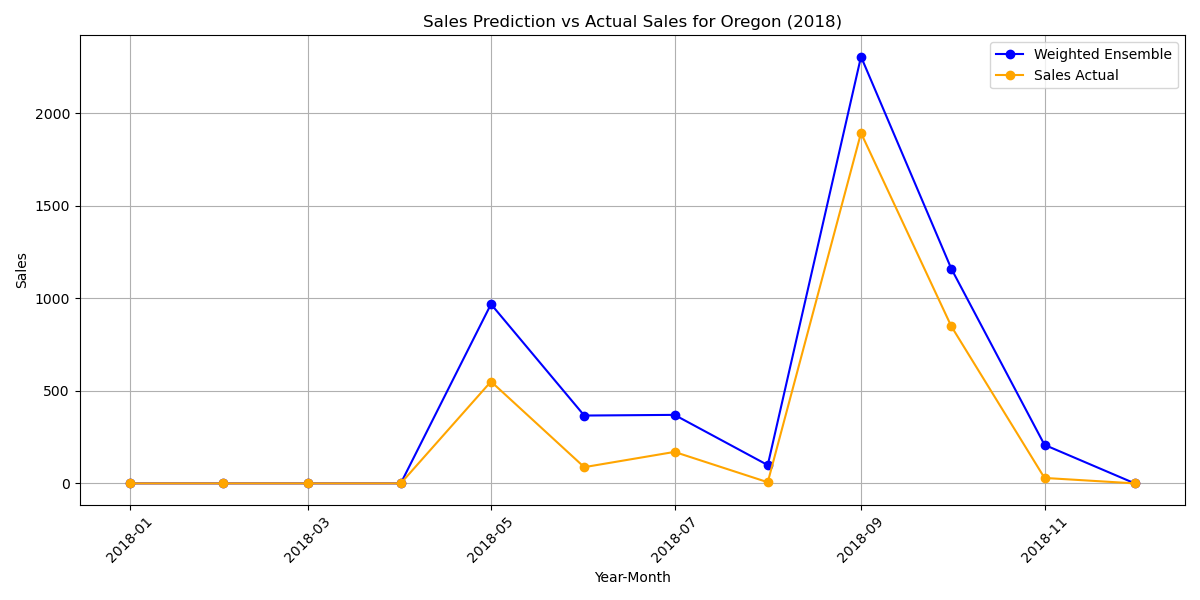 Sales Prediction vs Actual Sales for Oregon (2018)
Weighted Ensemble
Sales Actual
Sales
2000
1500
1000
500
0
2018-01
2018-03
2018-05
2018-07
2018-09
2018-11
Year-Month